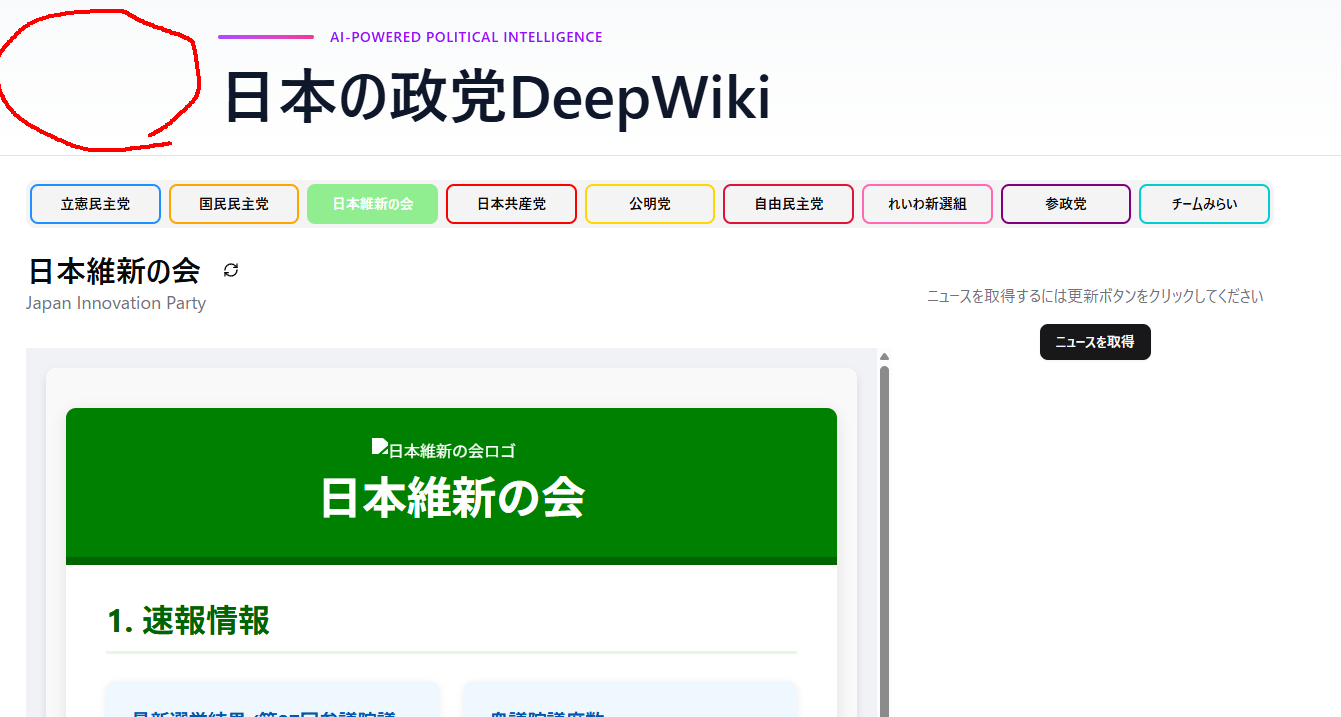 AI-POWERED POLITICAL INTELLIGENCE
日本の政党DeepWiki
立憲民主党
国民民主党
日本維新の会
日本共産党
公明党
自由民主党
れいわ新選組
参政党
チームみらい
日本維新の会
Japan Innovation Party
ニュースを取得するには更新ボタンをクリックしてください
ニュースを取得
日本維新の会ロゴ
日本維新の会
1. 速報情報